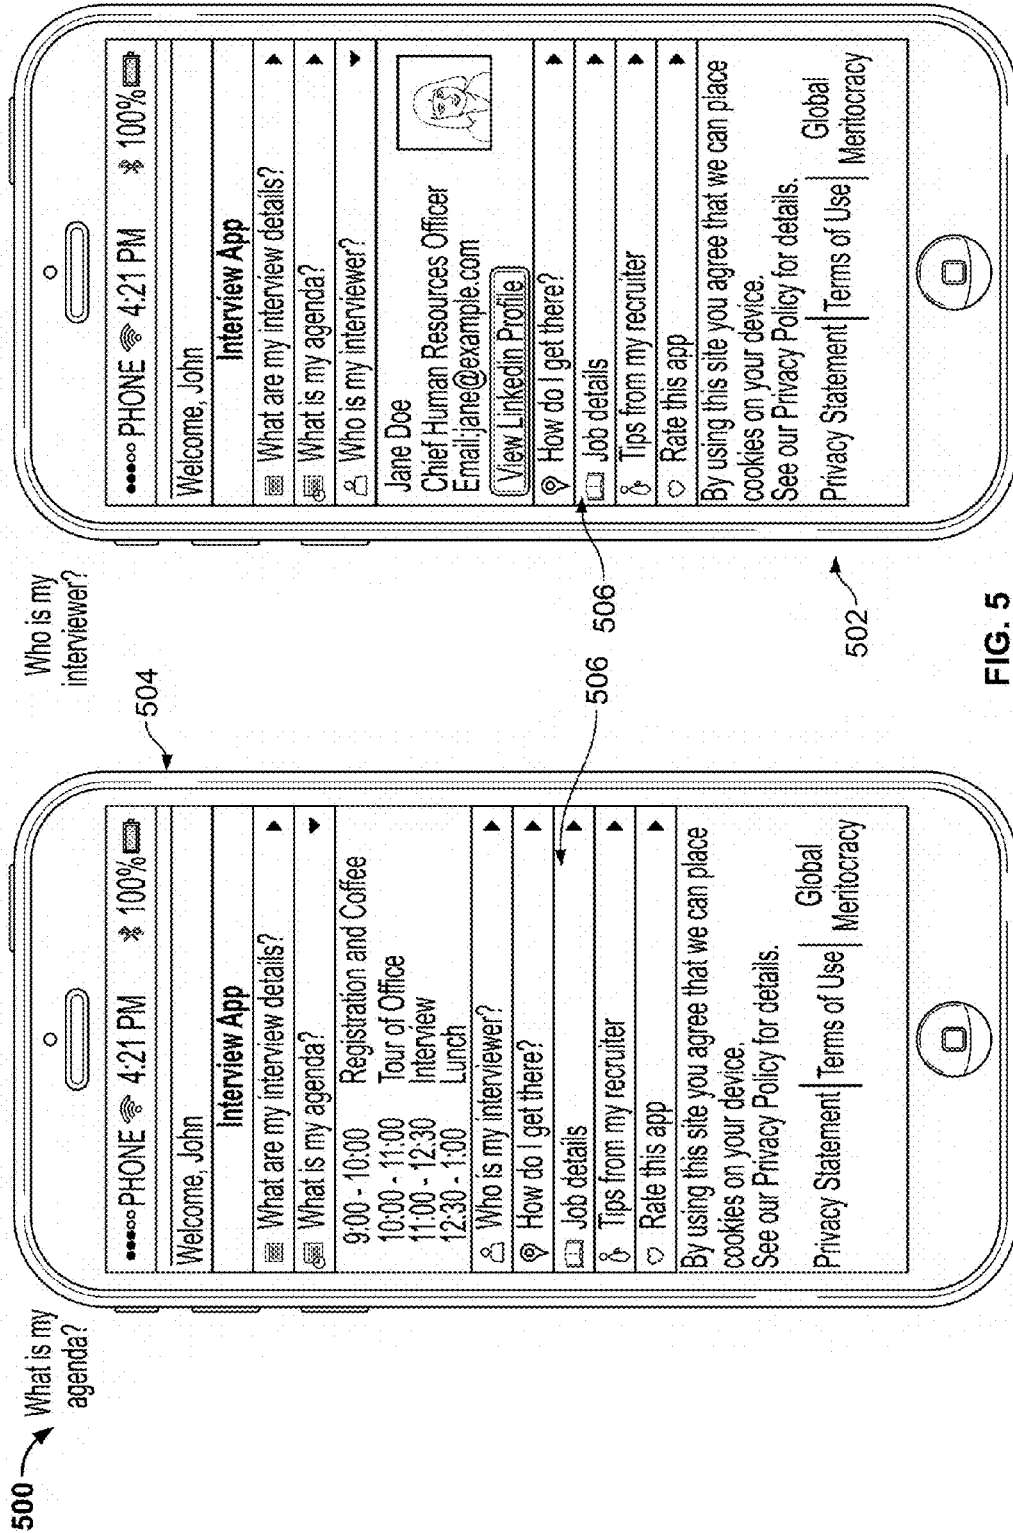 500
What is my
agenda?
504
●●●○○ PHONE 4:21 PM 100%
Welcome, John
Interview App
What are my interview details?
What is my agenda?
9:00 - 10:00 Registration and Coffee
10:00 - 11:00 Tour of Office
11:00 - 12:30 Interview
12:30 - 1:00 Lunch
Who is my interviewer?
How do I get there?
Job details
Tips from my recruiter
Rate this app
By using this site you agree that we can place
cookies on your device.
See our Privacy Policy for details.
Privacy Statement | Terms of Use | Global
Meritocracy
506
Who is my
interviewer?
●●●○○ PHONE 4:21 PM 100%
Welcome, John
Interview App
What are my interview details?
What is my agenda?
Who is my interviewer?
Jane Doe
Chief Human Resources Officer
Email:jane@example.com
View LinkedIn Profile
How do I get there?
Job details
Tips from my recruiter
Rate this app
By using this site you agree that we can place
cookies on your device.
See our Privacy Policy for details.
Privacy Statement | Terms of Use | Global
Meritocracy
506
502
FIG. 5